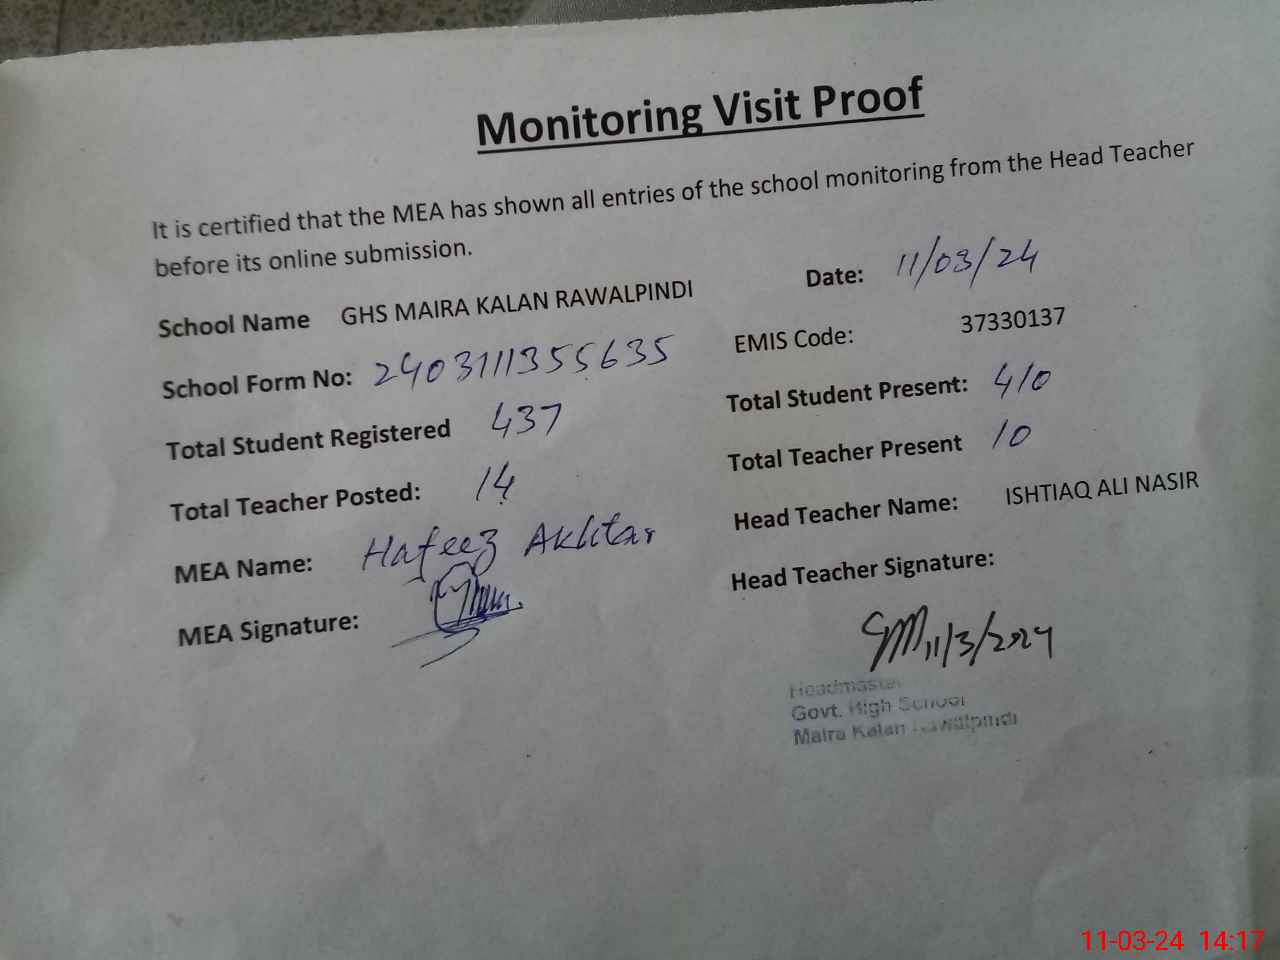 Monitoring Visit Proof
It is certified that the MEA has shown all entries of the school monitoring from the Head Teacher
before its online submission.
School Name GHS MAIRA KALAN RAWALPINDI Date: 11/03/24
School Form No: 2403111355635 EMIS Code: 37330137
Total Student Registered 437 Total Student Present: 410
Total Teacher Posted: 14 Total Teacher Present 10
MEA Name: Hafeez Akhtar Head Teacher Name: ISHTIAQ ALI NASIR
MEA Signature: Head Teacher Signature:
11/3/2024
Headmaster
Govt. High School
Maira Kalan Rawalpindi
11-03-24 14:17